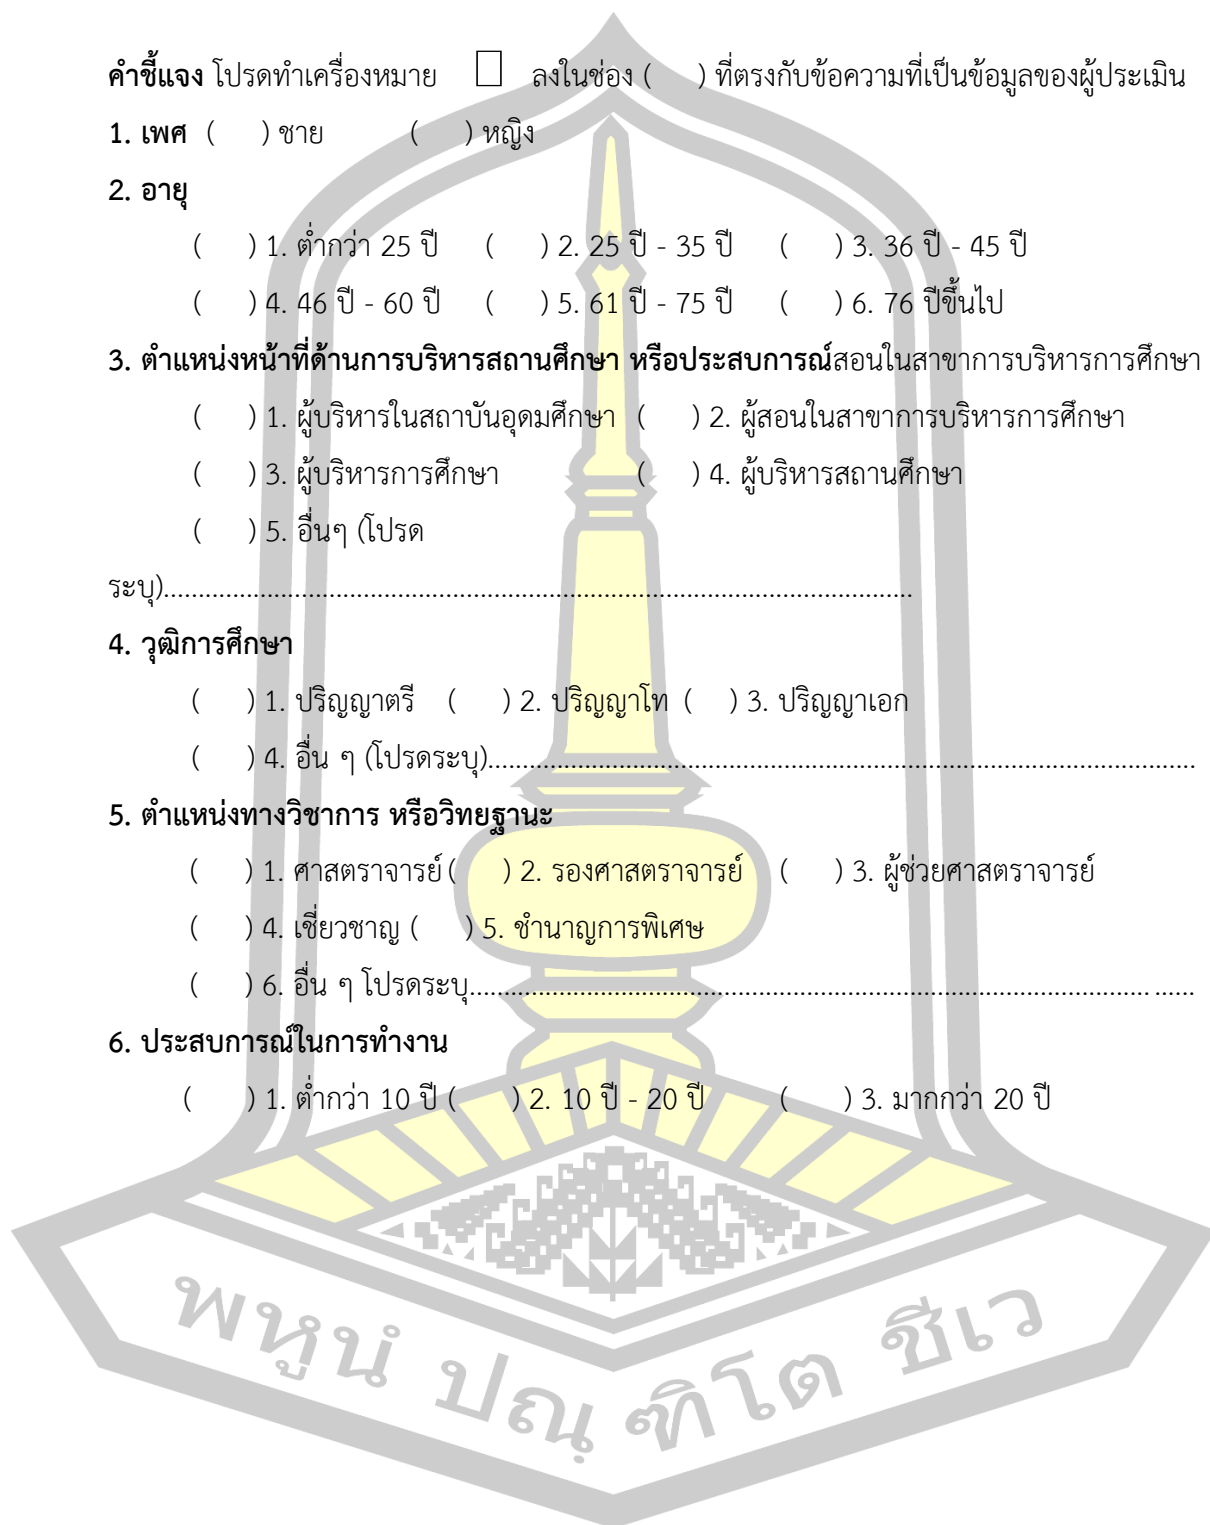 คำชี้แจง โปรดทำเครื่องหมาย □ ลงในช่อง ( ) ที่ตรงกับข้อความที่เป็นข้อมูลของผู้ประเมิน
1. เพศ ( ) ชาย ( ) หญิง
2. อายุ
( ) 1. ต่ำกว่า 25 ปี ( ) 2. 25 ปี - 35 ปี ( ) 3. 36 ปี - 45 ปี
( ) 4. 46 ปี - 60 ปี ( ) 5. 61 ปี - 75 ปี ( ) 6. 76 ปีขึ้นไป
3. ตำแหน่งหน้าที่ด้านการบริหารสถานศึกษา หรือประสบการณ์สอนในสาขาการบริหารการศึกษา
( ) 1. ผู้บริหารในสถาบันอุดมศึกษา ( ) 2. ผู้สอนในสาขาการบริหารการศึกษา
( ) 3. ผู้บริหารการศึกษา ( ) 4. ผู้บริหารสถานศึกษา
( ) 5. อื่นๆ (โปรด
ระบุ)..............................................................................................................
4. วุฒิการศึกษา
( ) 1. ปริญญาตรี ( ) 2. ปริญญาโท ( ) 3. ปริญญาเอก
( ) 4. อื่น ๆ (โปรดระบุ).......................................................................................................
5. ตำแหน่งทางวิชาการ หรือวิทยฐานะ
( ) 1. ศาสตราจารย์ ( ) 2. รองศาสตราจารย์ ( ) 3. ผู้ช่วยศาสตราจารย์
( ) 4. เชี่ยวชาญ ( ) 5. ชำนาญการพิเศษ
( ) 6. อื่น ๆ โปรดระบุ................................................................................................... ......
6. ประสบการณ์ในการทำงาน
( ) 1. ต่ำกว่า 10 ปี ( ) 2. 10 ปี - 20 ปี ( ) 3. มากกว่า 20 ปี
พหูนํ ปณฺฑิโต ชีเว